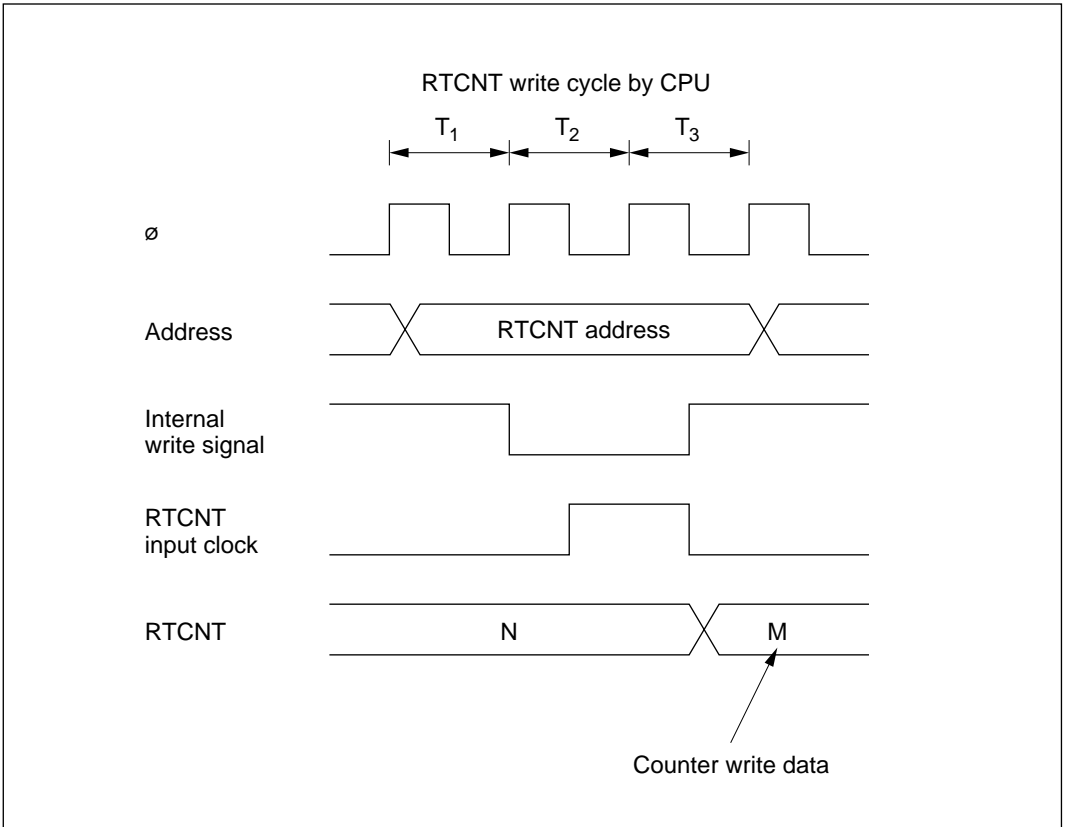 RTCNT write cycle by CPU
T1 T2 T3
ø
Address
RTCNT address
Internal
write signal
RTCNT
input clock
RTCNT
N
M
Counter write data